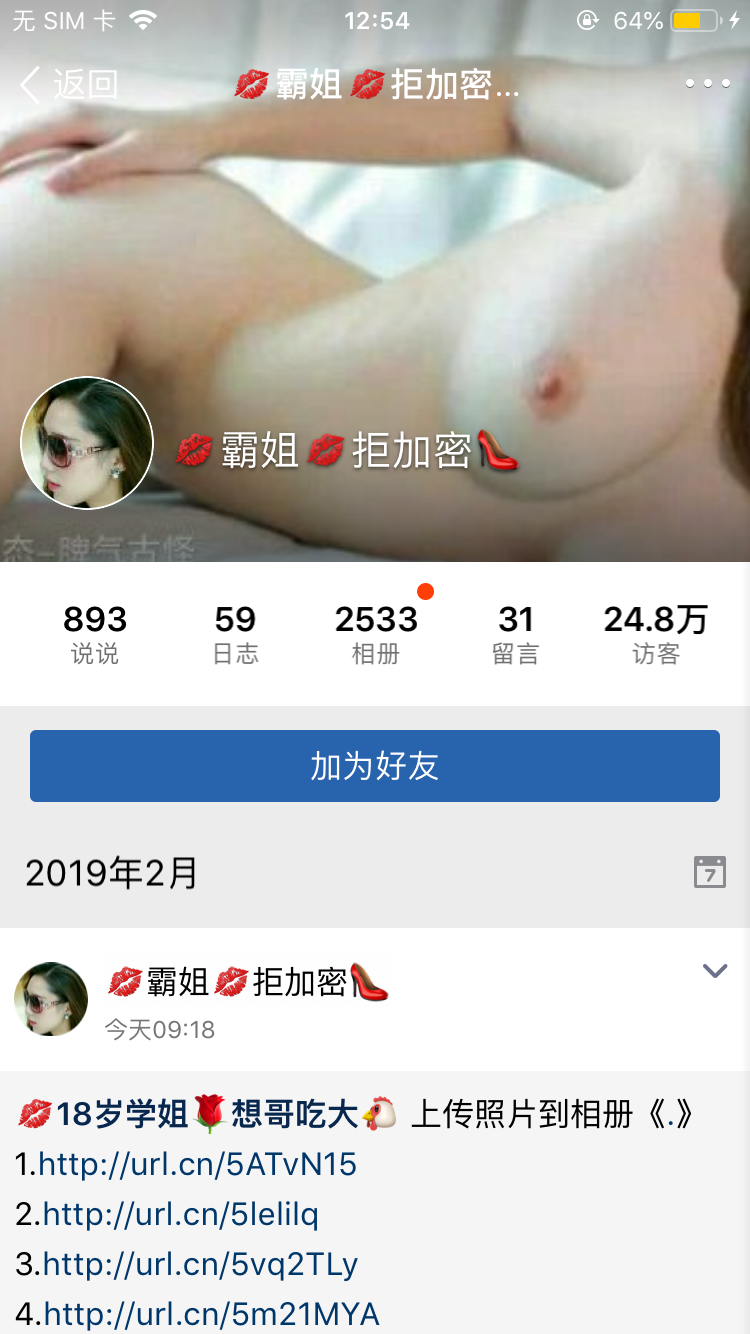 无 SIM 卡 12:54 64%
返回 💋霸姐💋拒加密...
💋霸姐💋拒加密👠
态-脾气古怪
893 59 2533 31 24.8万
说说 日志 相册 留言 访客
加为好友
2019年2月 7
💋霸姐💋拒加密👠
今天09:18
💋18岁学姐🌹想哥吃大🐔 上传照片到相册《.》
1.http://url.cn/5ATvN15
2.http://url.cn/5lelilq
3.http://url.cn/5vq2TLy
4.http://url.cn/5m21MYA